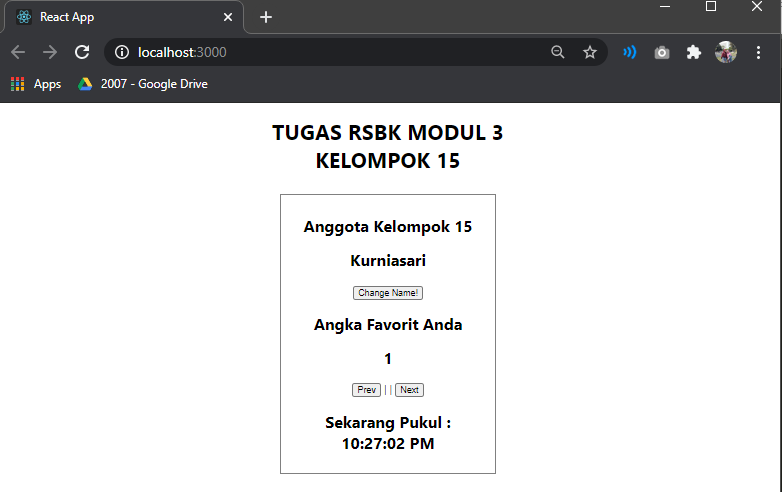 React App
localhost:3000
Apps
2007 - Google Drive
TUGAS RSBK MODUL 3
KELOMPOK 15
Anggota Kelompok 15
Kurniasari
Change Name!
Angka Favorit Anda
1
Prev | | Next
Sekarang Pukul :
10:27:02 PM